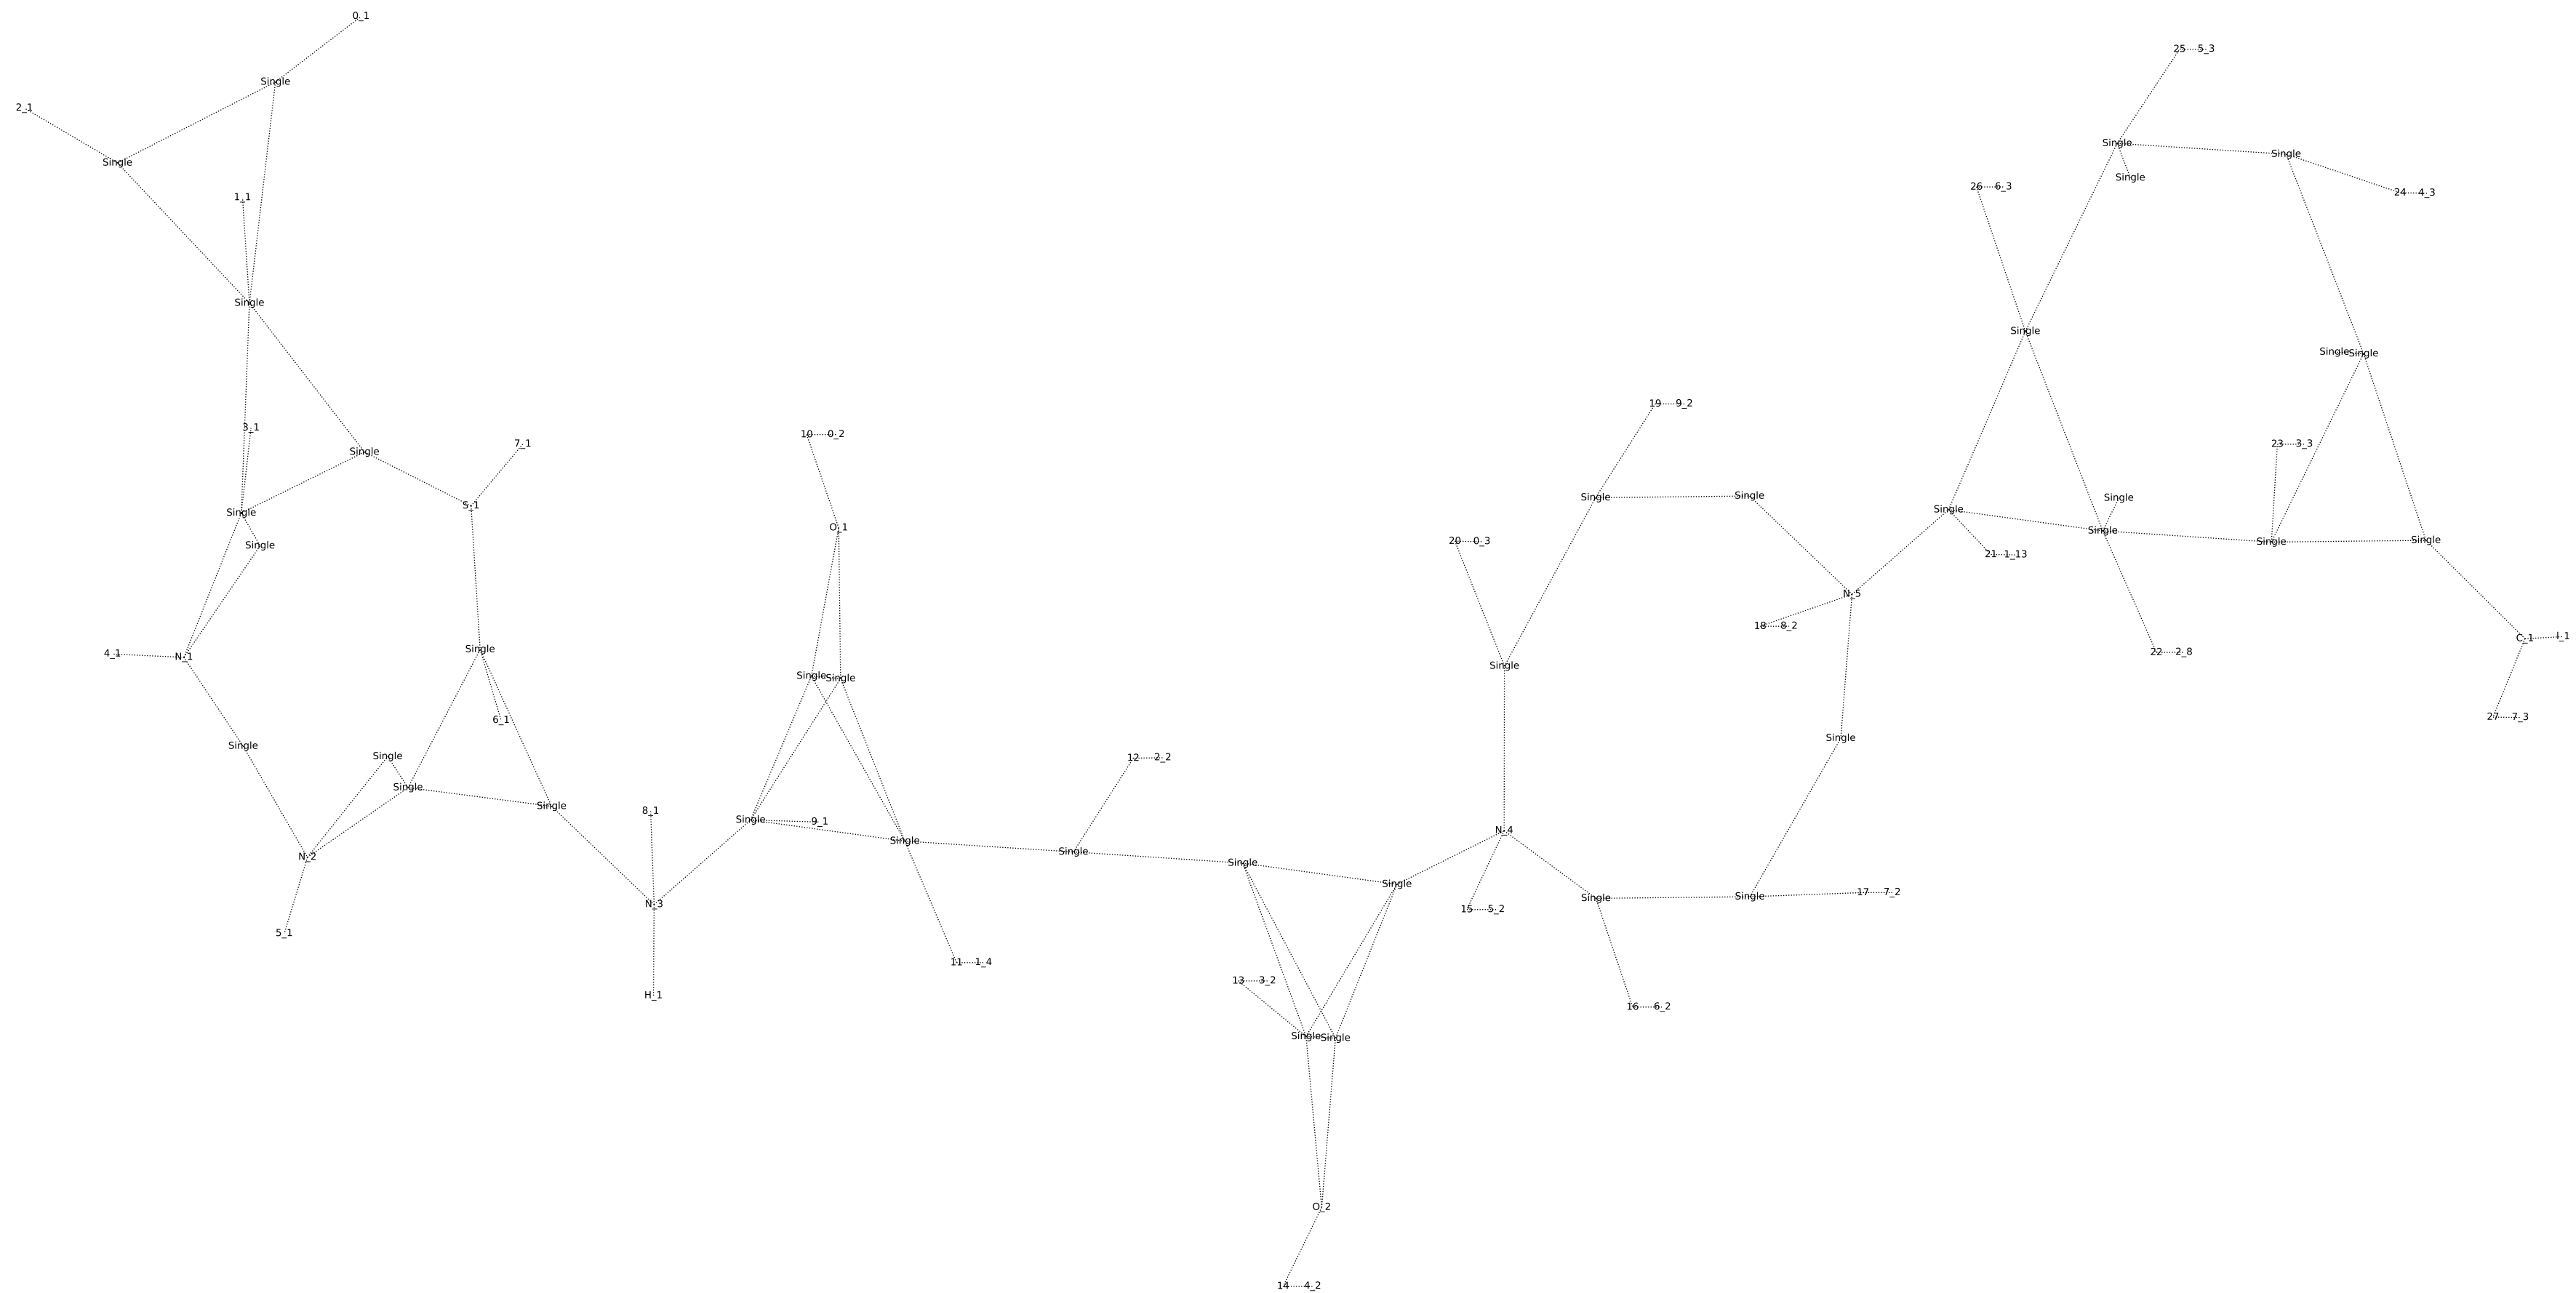 0_1
25 5_3
Single
2_1
Single
Single
Single
Single
26 6_3
24 4_3
1_1
Single
Single
Single Single
19 9_2
3_1
10 0_2
7_1
23 3_3
Single
Single
Single
Single
S_1
Single
Single
O_1
Single
20 0_3
Single
Single
Single
21 1_13
N_5
18 8_2
C_1 I_1
Single
22 2_8
4_1
N_1
Single
Single Single
6_1
27 7_3
Single
Single
Single
12 2_2
Single
Single
8_1
Single
9_1
N_4
Single
Single
N_2
Single
Single
17 7_2
Single
Single
N_3
15 5_2
5_1
11 1_4
13 3_2
H_1
16 6_2
Single Single
O_2
14 4_2